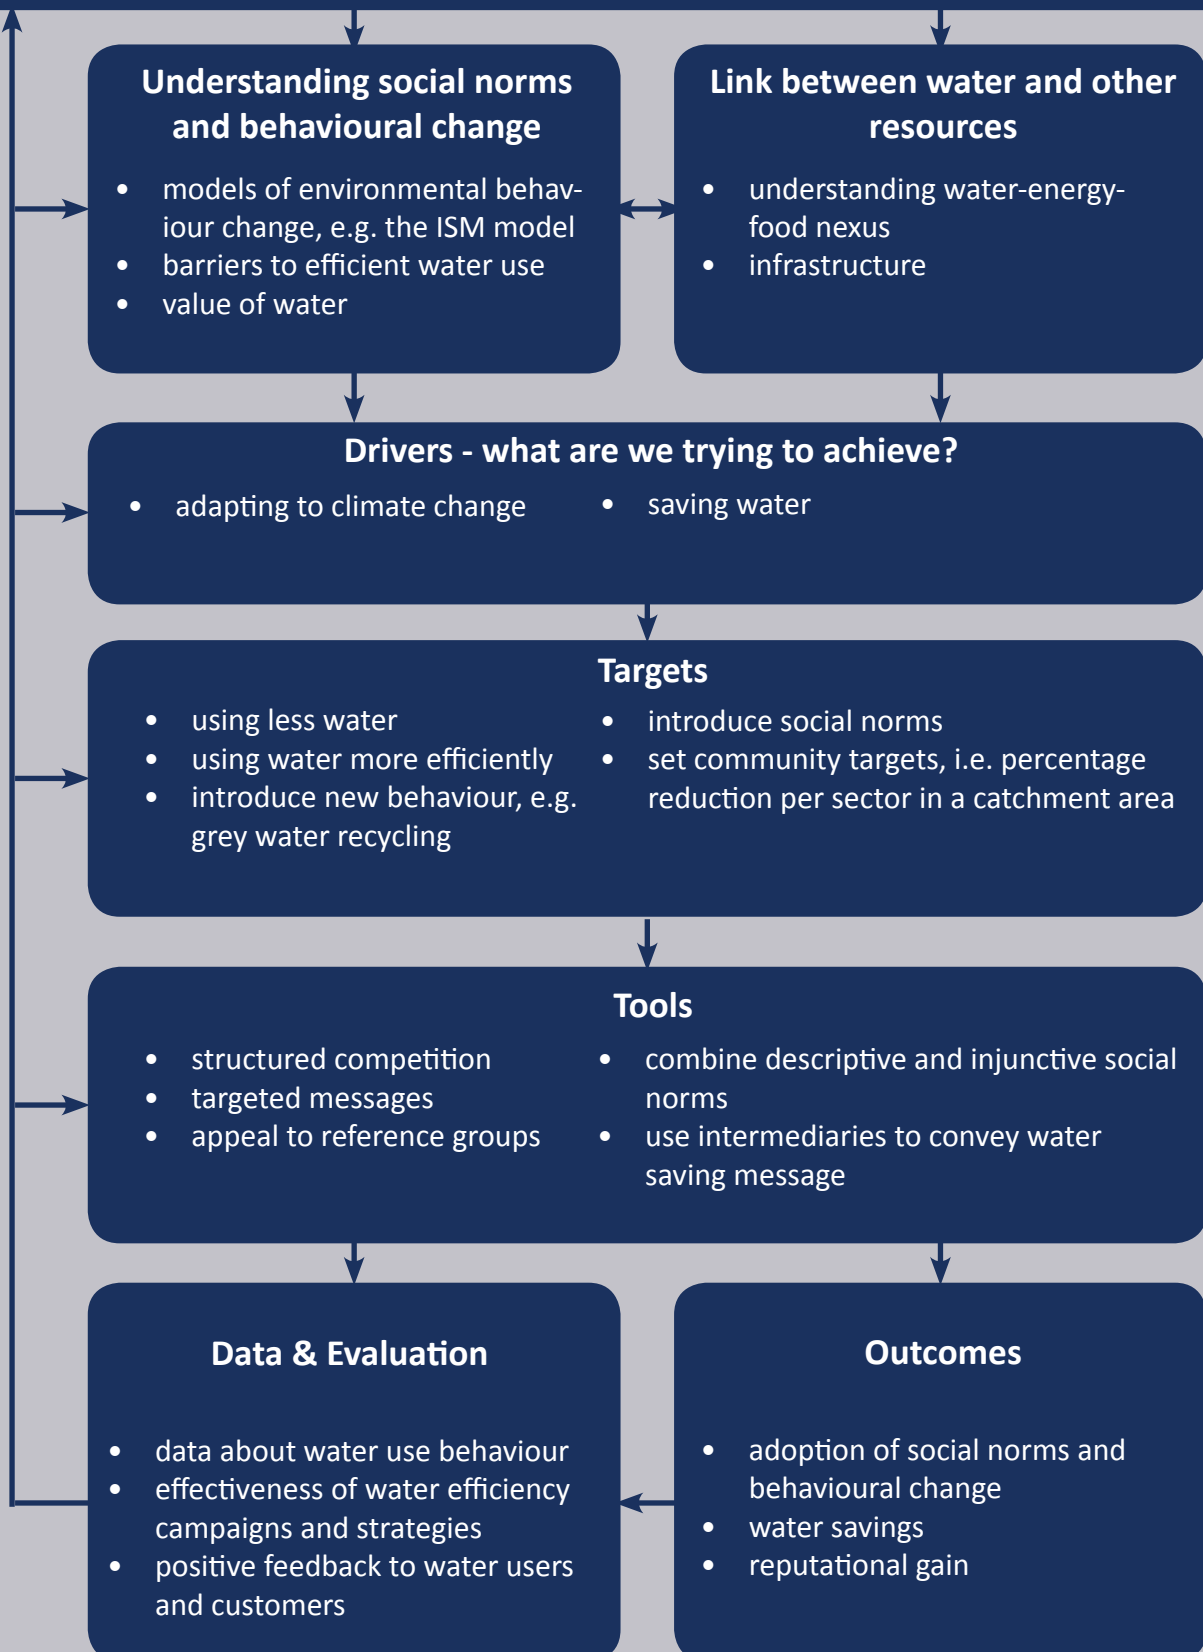 Understanding social norms
and behavioural change
• models of environmental behav-
iour change, e.g. the ISM model
• barriers to efficient water use
• value of water
Link between water and other
resources
• understanding water-energy-
food nexus
• infrastructure
Drivers - what are we trying to achieve?
• adapting to climate change
• saving water
Targets
• using less water
• using water more efficiently
• introduce new behaviour, e.g.
grey water recycling
• introduce social norms
• set community targets, i.e. percentage
reduction per sector in a catchment area
Tools
• structured competition
• targeted messages
• appeal to reference groups
• combine descriptive and injunctive social
norms
• use intermediaries to convey water
saving message
Data & Evaluation
• data about water use behaviour
• effectiveness of water efficiency
campaigns and strategies
• positive feedback to water users
and customers
Outcomes
• adoption of social norms and
behavioural change
• water savings
• reputational gain